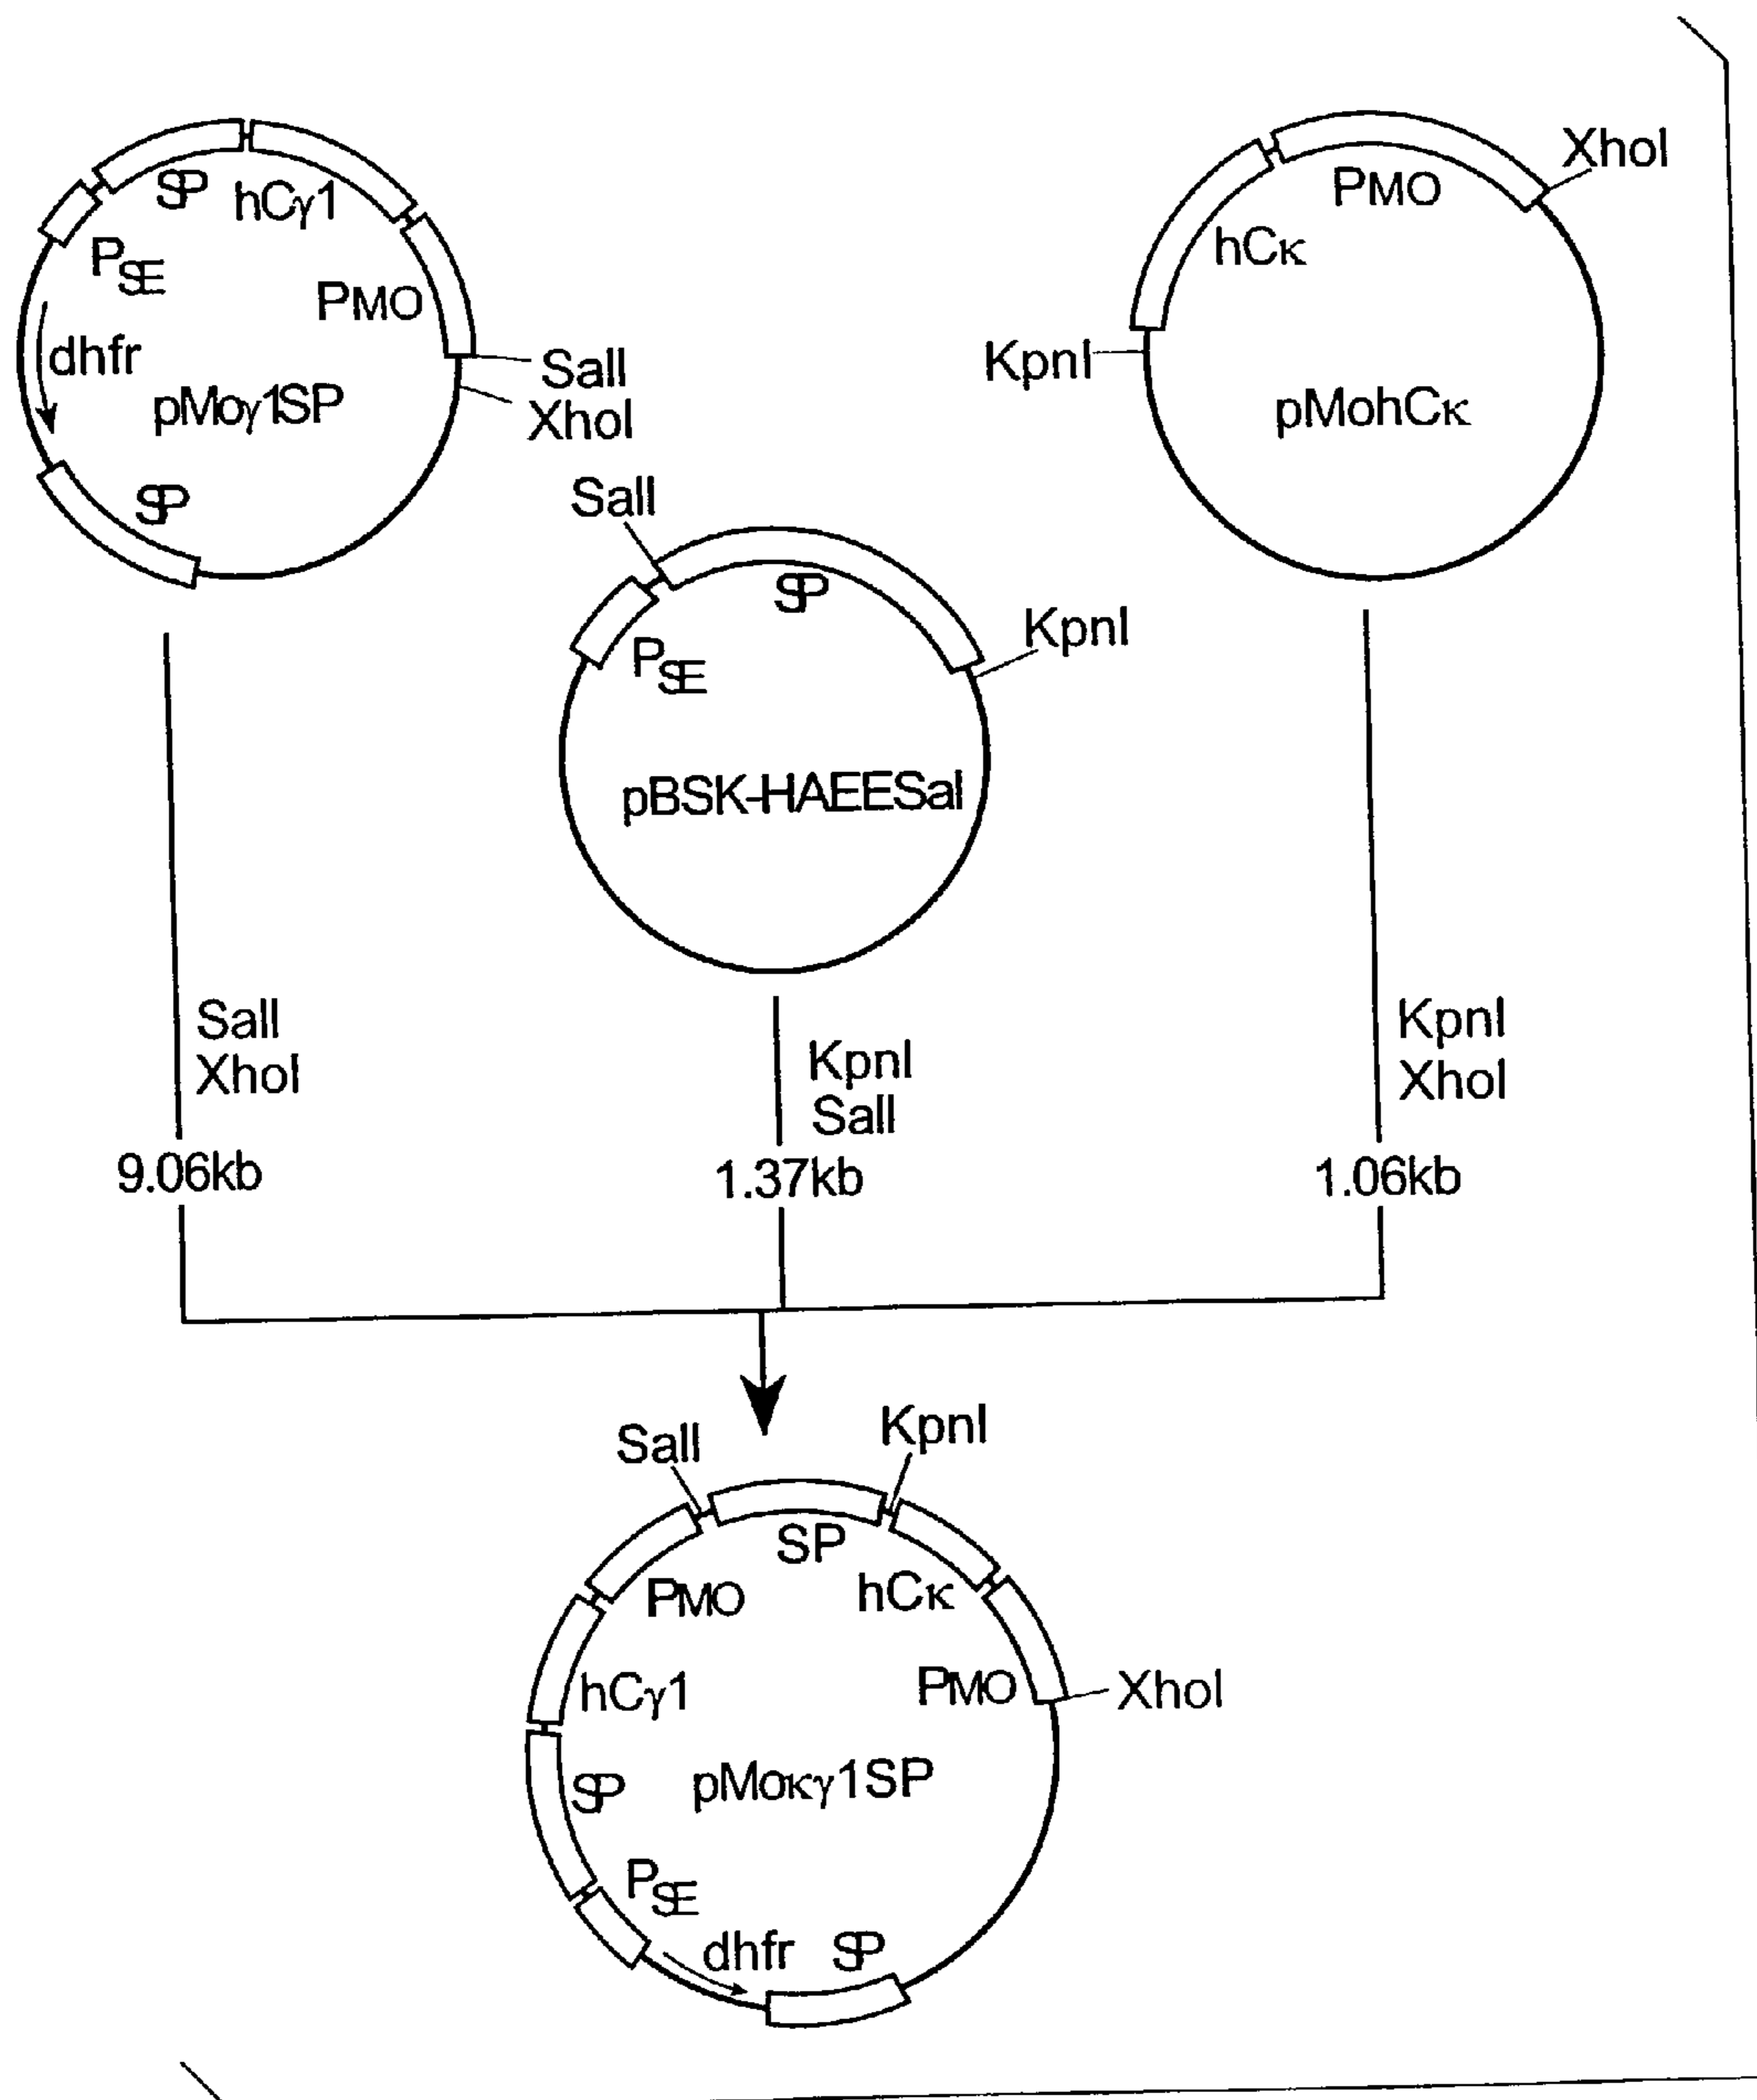 SP
hCγ1
PSE
PMO
dhfr
pMoγ1SP
SalI
XhoI
SP
XhoI
PMO
hCκ
KpnI
pMohCκ
SalI
SP
KpnI
PSE
pBSK-HAEESal
SalI
XhoI
KpnI
SalI
KpnI
XhoI
9.06kb
1.37kb
1.06kb
SalI
KpnI
SP
PMO
hCκ
hCγ1
PMO
XhoI
SP
pMoκγ1SP
PSE
dhfr
SP